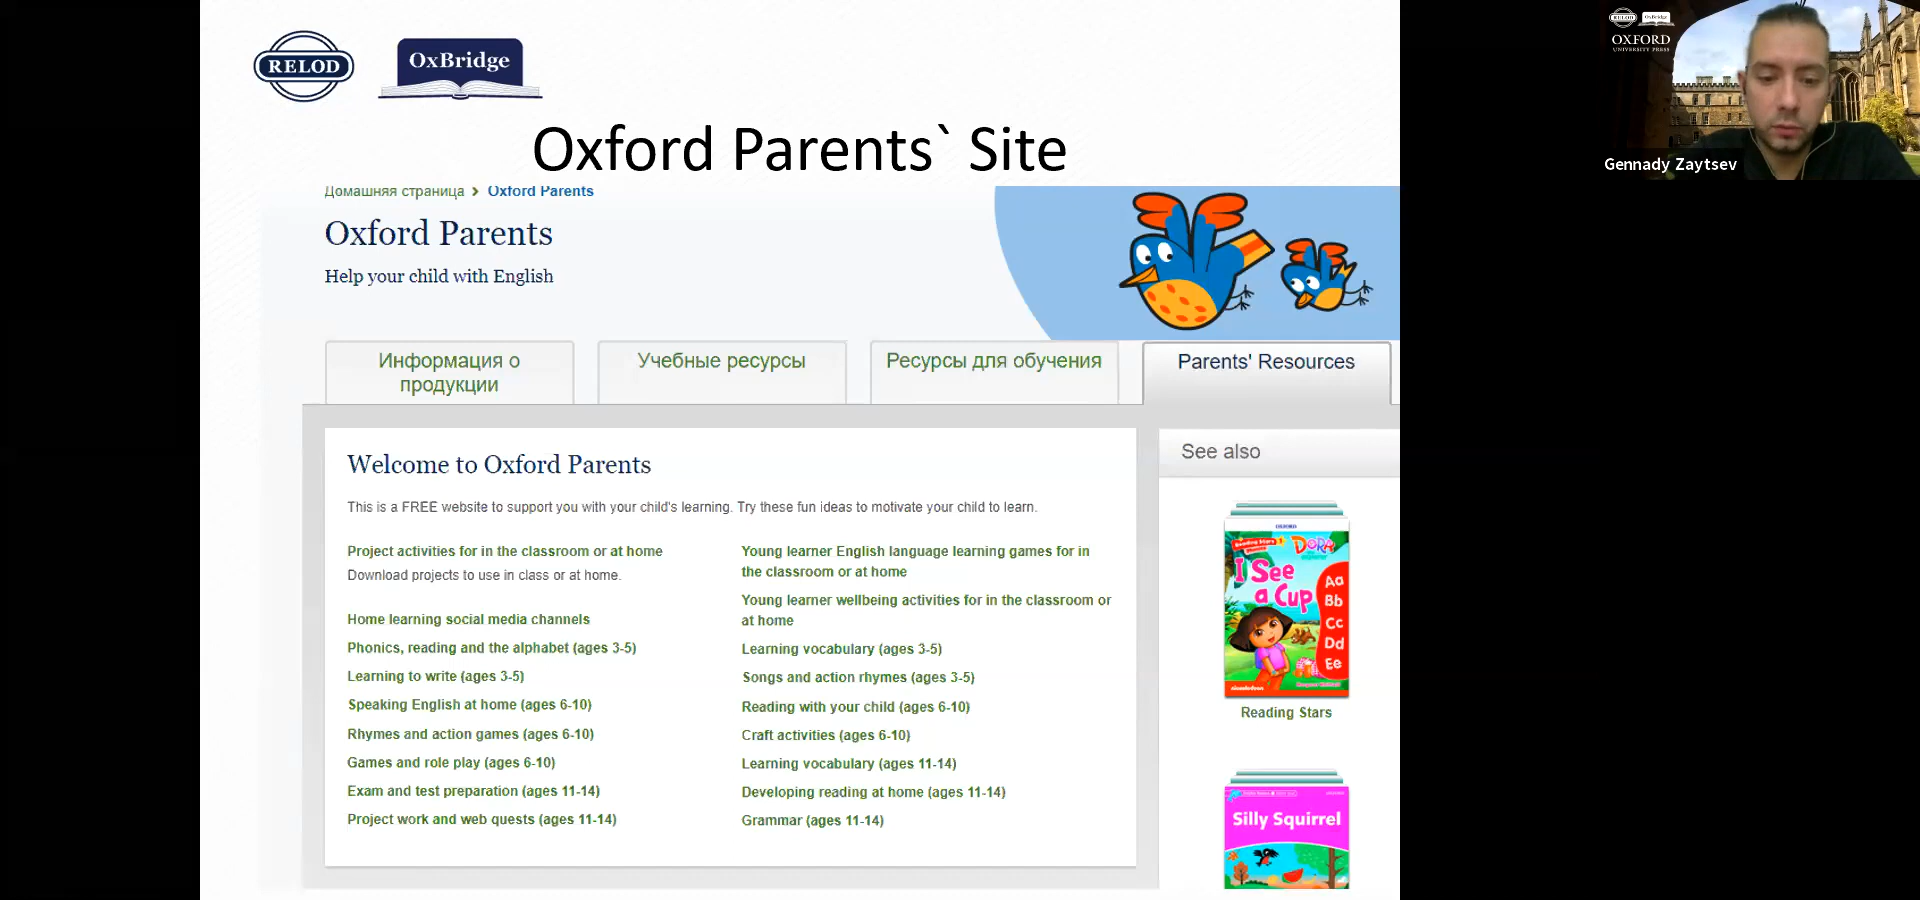 RELOD
OxBridge
Oxford Parents` Site
Домашняя страница > Oxford Parents
Oxford Parents
Help your child with English
Информация о
продукции
Учебные ресурсы
Ресурсы для обучения
Parents' Resources
Welcome to Oxford Parents
This is a FREE website to support you with your child's learning. Try these fun ideas to motivate your child to learn.
Project activities for in the classroom or at home
Download projects to use in class or at home.
Home learning social media channels
Phonics, reading and the alphabet (ages 3-5)
Learning to write (ages 3-5)
Speaking English at home (ages 6-10)
Rhymes and action games (ages 6-10)
Games and role play (ages 6-10)
Exam and test preparation (ages 11-14)
Project work and web quests (ages 11-14)
Young learner English language learning games for in
the classroom or at home
Young learner wellbeing activities for in the classroom or
at home
Learning vocabulary (ages 3-5)
Songs and action rhymes (ages 3-5)
Reading with your child (ages 6-10)
Craft activities (ages 6-10)
Learning vocabulary (ages 11-14)
Developing reading at home (ages 11-14)
Grammar (ages 11-14)
See also
OXFORD
Reading Stars
DORA
I See
a Cup
Aa
Bb
Cc
Dd
Ee
nickelodeon
Reading Stars
Silly Squirrel
RELOD
OxBridge
OXFORD
UNIVERSITY PRESS
Gennady Zaytsev